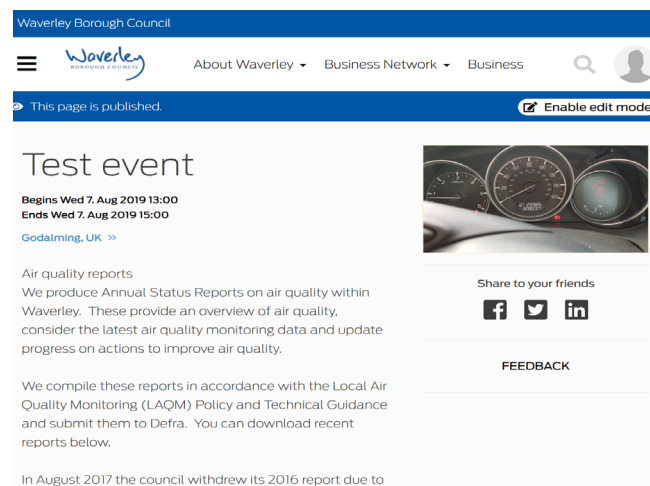 Waverley Borough Council
Waverley
BOROUGH COUNCIL
About Waverley Business Network Business
This page is published.
Enable edit mode
Test event
Begins Wed 7. Aug 2019 13:00
Ends Wed 7. Aug 2019 15:00
Godalming, UK »
Air quality reports
We produce Annual Status Reports on air quality within
Waverley. These provide an overview of air quality,
consider the latest air quality monitoring data and update
progress on actions to improve air quality.
We compile these reports in accordance with the Local Air
Quality Monitoring (LAQM) Policy and Technical Guidance
and submit them to Defra. You can download recent
reports below.
In August 2017 the council withdrew its 2016 report due to
Share to your friends
FEEDBACK